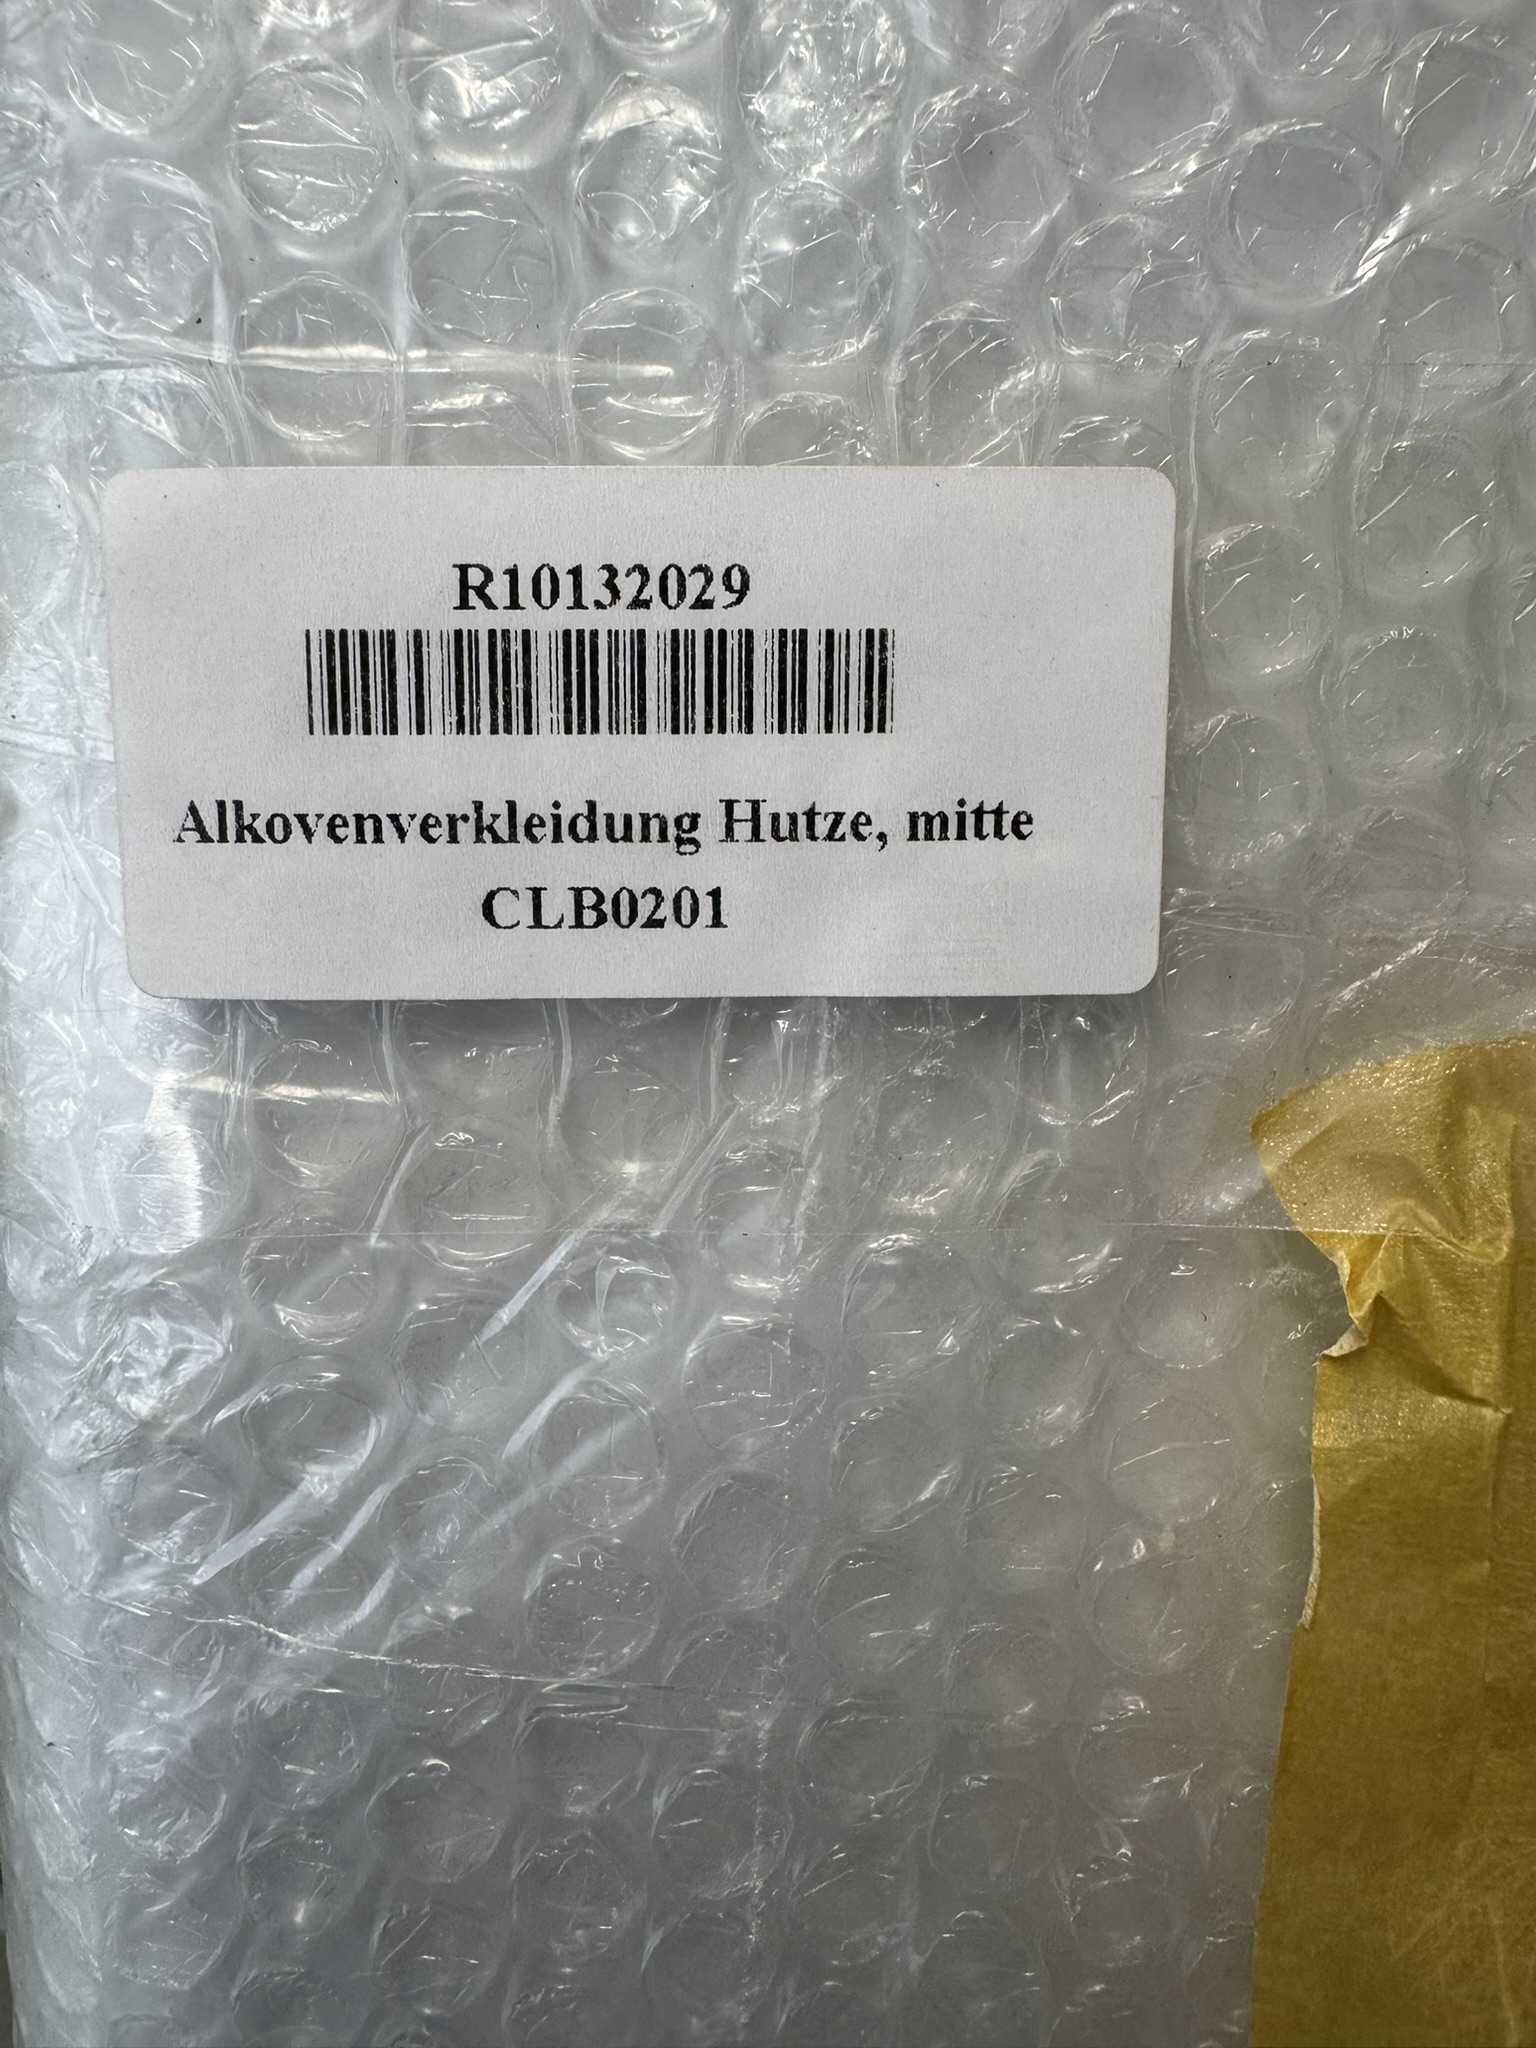 R10132029
Alkovenverkleidung Hutze, mitte
CLB0201